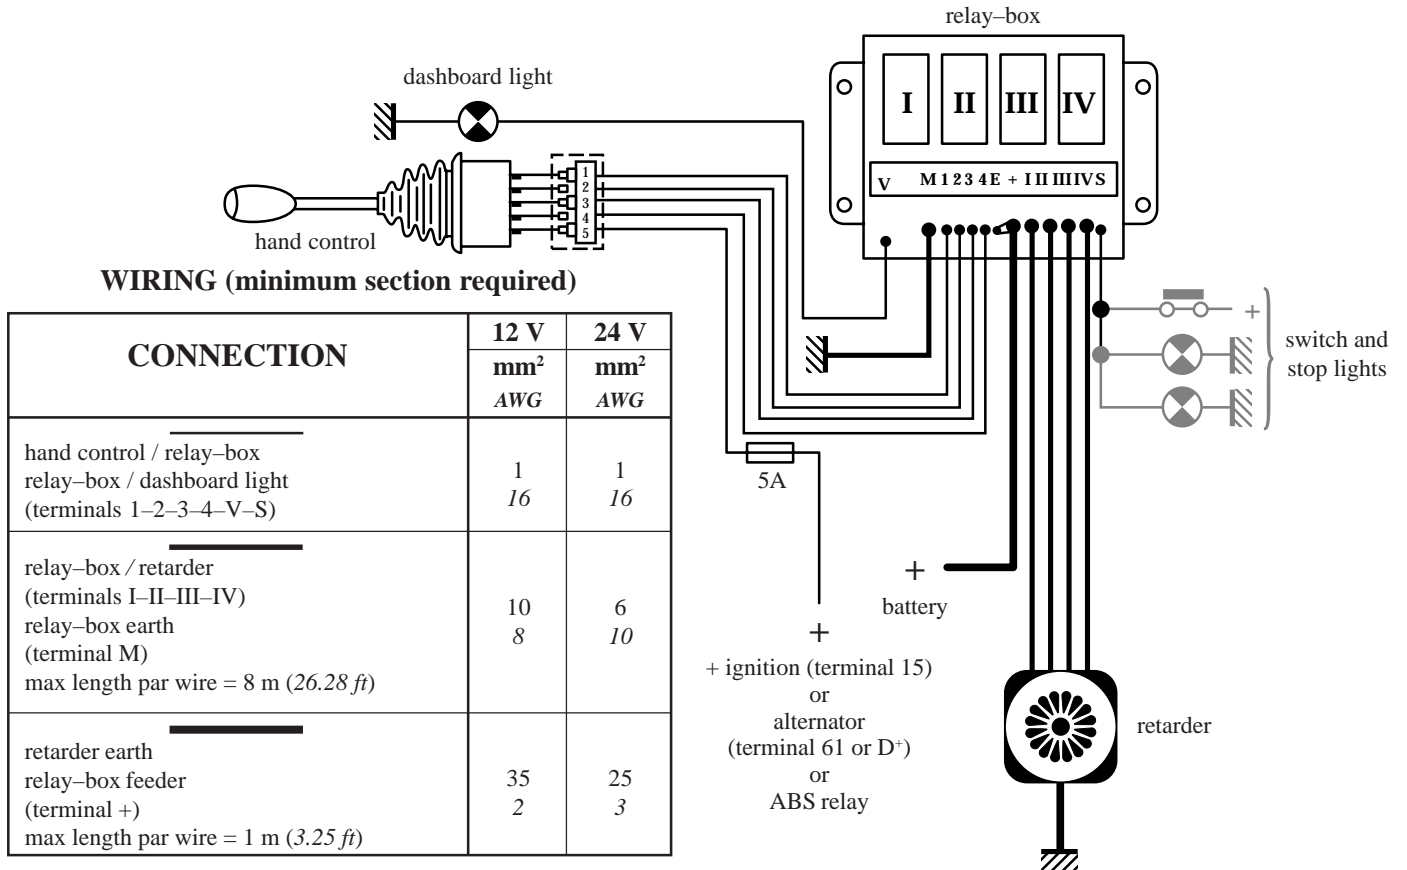 relay–box
dashboard light
I II III IV
V M 1 2 3 4 E + I II III IV S
1
2
3
4
5
hand control
WIRING (minimum section required)
CONNECTION
12 V 24 V
mm² mm²
AWG AWG
hand control / relay–box
relay–box / dashboard light
(terminals 1–2–3–4–V–S)
1 1
16 16
relay–box / retarder
(terminals I–II–III–IV)
relay–box earth
(terminal M)
max length par wire = 8 m (26.28 ft)
10 6
8 10
retarder earth
relay–box feeder
(terminal +)
max length par wire = 1 m (3.25 ft)
35 25
2 3
5A
+
+ ignition (terminal 15)
or
alternator
(terminal 61 or D⁺)
or
ABS relay
+
battery
+
switch and
stop lights
retarder